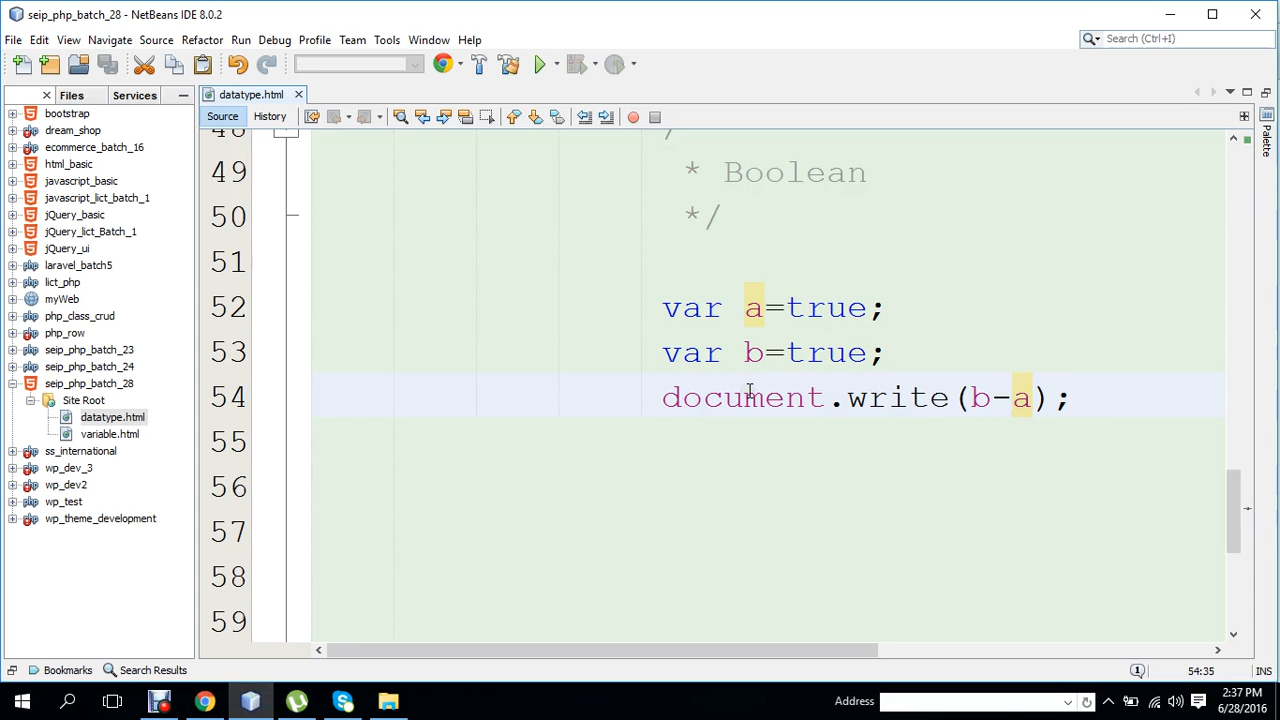 seip_php_batch_28 - NetBeans IDE 8.0.2
File Edit View Navigate Source Refactor Run Debug Profile Team Tools Window Help
Search (Ctrl+I)
Files Services
datatype.html
Source History
Palette
bootstrap
dream_shop
ecommerce_batch_16
html_basic
javascript_basic
javascript_lict_batch_1
jQuery_basic
jQuery_lict_Batch_1
jQuery_ui
laravel_batch5
lict_php
myWeb
php_class_crud
php_row
seip_php_batch_23
seip_php_batch_24
seip_php_batch_28
Site Root
datatype.html
variable.html
ss_international
wp_dev_3
wp_dev2
wp_test
wp_theme_development
48 /
49 * Boolean
50 */
51
52 var a=true;
53 var b=true;
54 document.write(b-a);
55
56
57
58
59
Bookmarks Search Results
1
54:35 INS
Address
2:37 PM
6/28/2016